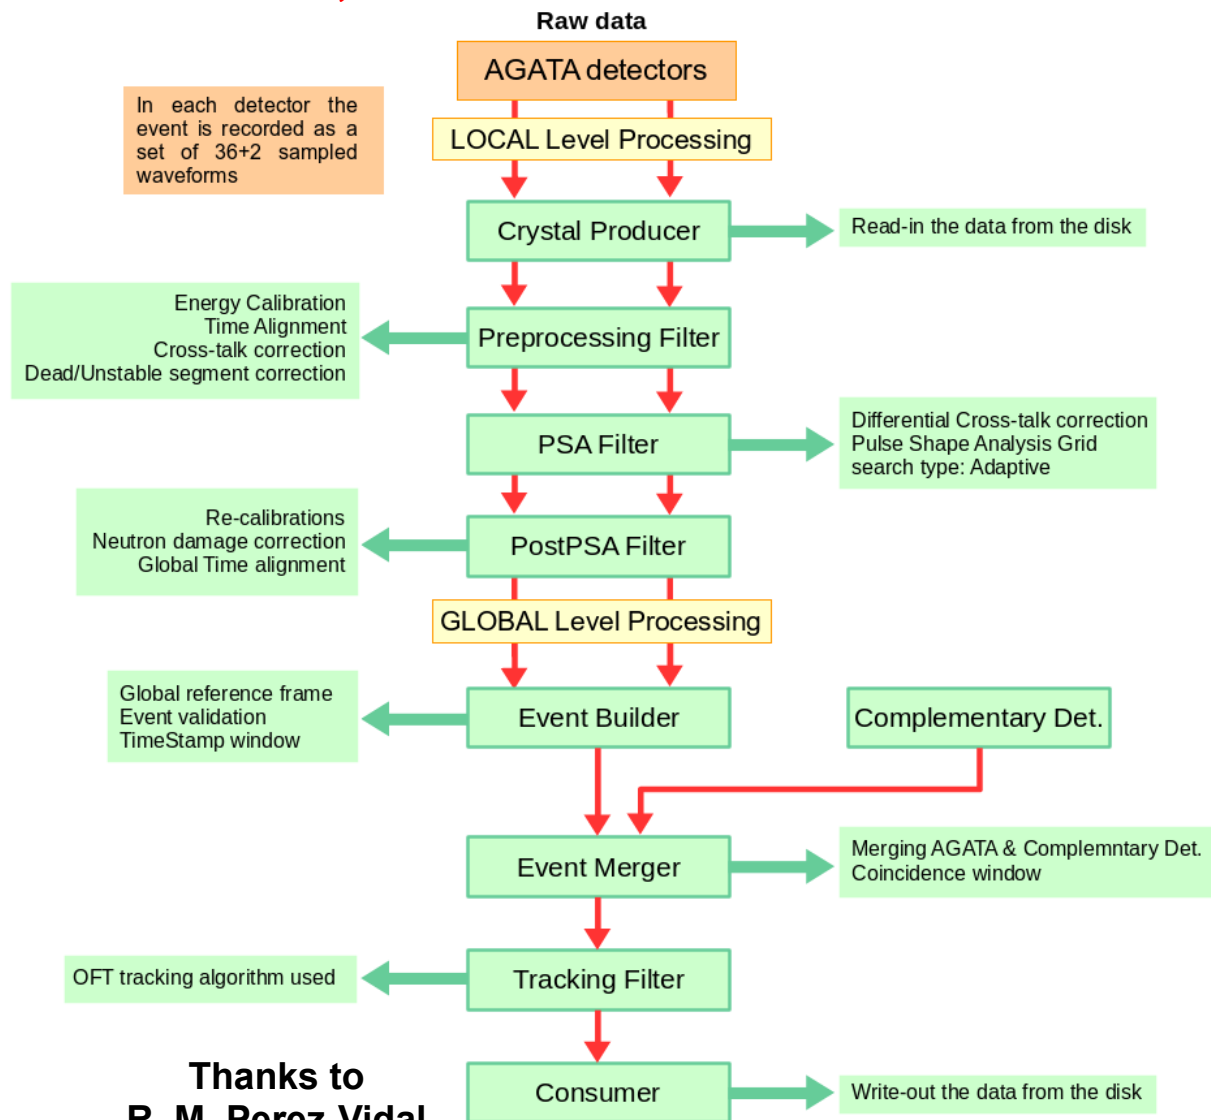 Raw data
AGATA detectors
In each detector the
event is recorded as a
set of 36+2 sampled
waveforms
LOCAL Level Processing
Crystal Producer
Read-in the data from the disk
Energy Calibration
Time Alignment
Cross-talk correction
Dead/Unstable segment correction
Preprocessing Filter
PSA Filter
Differential Cross-talk correction
Pulse Shape Analysis Grid
search type: Adaptive
Re-calibrations
Neutron damage correction
Global Time alignment
PostPSA Filter
GLOBAL Level Processing
Global reference frame
Event validation
TimeStamp window
Event Builder
Complementary Det.
Event Merger
Merging AGATA & Complemntary Det.
Coincidence window
OFT tracking algorithm used
Tracking Filter
Thanks to
R. M. Perez-Vidal
Consumer
Write-out the data from the disk